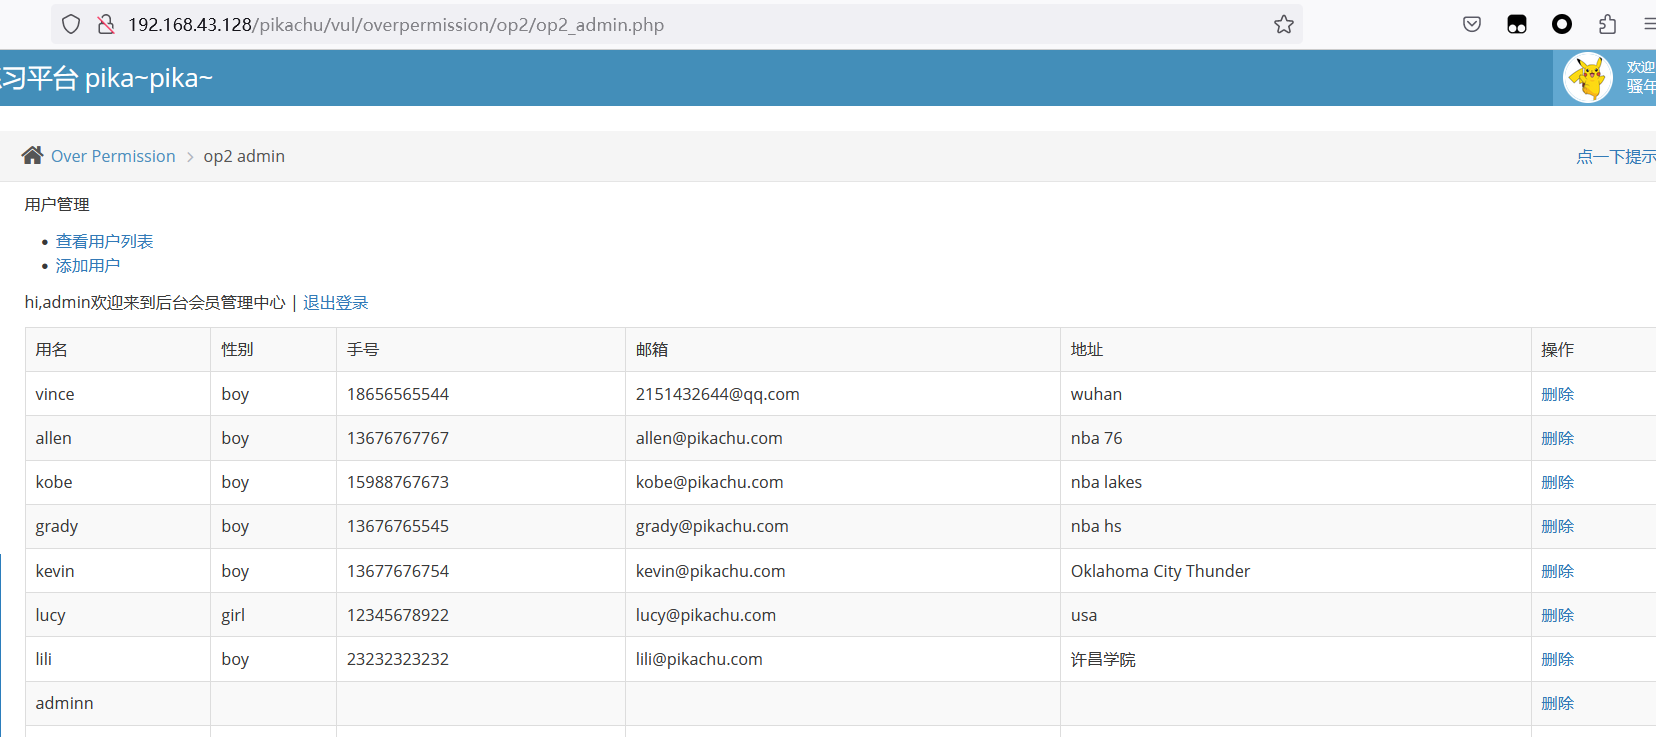 192.168.43.128/pikachu/vul/overpermission/op2/op2_admin.php
习平台 pika~pika~
欢迎
骚年
Over Permission > op2 admin
点一下提示
用户管理
查看用户列表
添加用户
hi,admin欢迎来到后台会员管理中心 | 退出登录
用名 性别 手号 邮箱 地址 操作
vince boy 18656565544 2151432644@qq.com wuhan 删除
allen boy 13676767767 allen@pikachu.com nba 76 删除
kobe boy 15988767673 kobe@pikachu.com nba lakes 删除
grady boy 13676765545 grady@pikachu.com nba hs 删除
kevin boy 13677676754 kevin@pikachu.com Oklahoma City Thunder 删除
lucy girl 12345678922 lucy@pikachu.com usa 删除
lili boy 23232323232 lili@pikachu.com 许昌学院 删除
adminn 删除